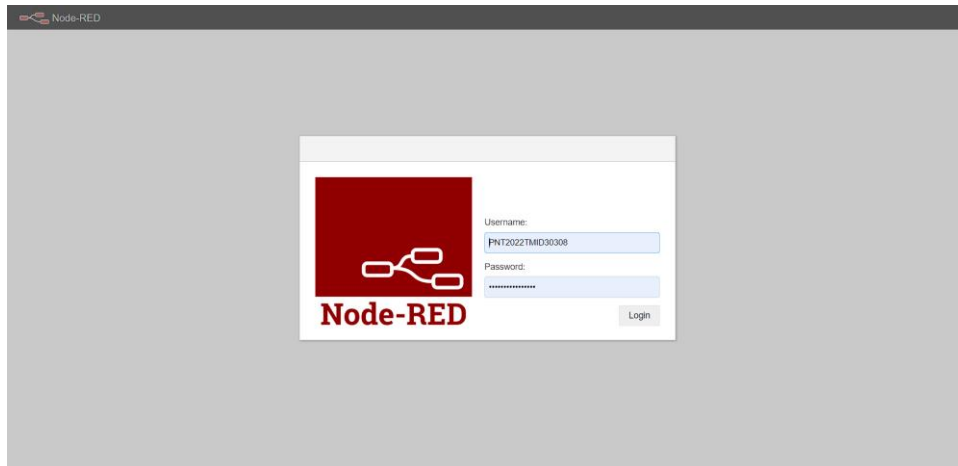 Node-RED
Username:
PNT2022TMID30308
Password:
••••••••••••••••
Node-RED
Login